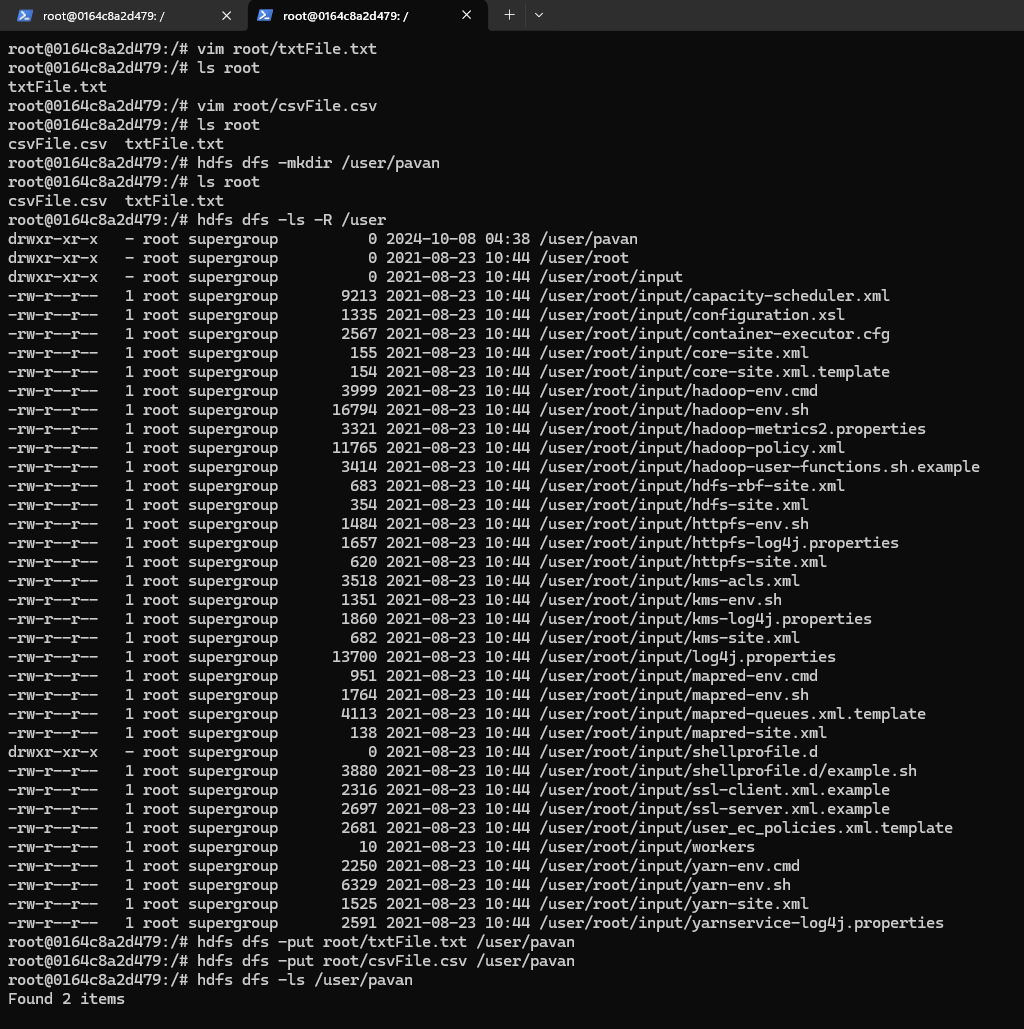 root@0164c8a2d479: /
root@0164c8a2d479: /
root@0164c8a2d479:/# vim root/txtFile.txt
root@0164c8a2d479:/# ls root
txtFile.txt
root@0164c8a2d479:/# vim root/csvFile.csv
root@0164c8a2d479:/# ls root
csvFile.csv  txtFile.txt
root@0164c8a2d479:/# hdfs dfs -mkdir /user/pavan
root@0164c8a2d479:/# ls root
csvFile.csv  txtFile.txt
root@0164c8a2d479:/# hdfs dfs -ls -R /user
drwxr-xr-x   - root supergroup          0 2024-10-08 04:38 /user/pavan
drwxr-xr-x   - root supergroup          0 2021-08-23 10:44 /user/root
drwxr-xr-x   - root supergroup          0 2021-08-23 10:44 /user/root/input
-rw-r--r--   1 root supergroup       9213 2021-08-23 10:44 /user/root/input/capacity-scheduler.xml
-rw-r--r--   1 root supergroup       1335 2021-08-23 10:44 /user/root/input/configuration.xsl
-rw-r--r--   1 root supergroup       2567 2021-08-23 10:44 /user/root/input/container-executor.cfg
-rw-r--r--   1 root supergroup        155 2021-08-23 10:44 /user/root/input/core-site.xml
-rw-r--r--   1 root supergroup        154 2021-08-23 10:44 /user/root/input/core-site.xml.template
-rw-r--r--   1 root supergroup       3999 2021-08-23 10:44 /user/root/input/hadoop-env.cmd
-rw-r--r--   1 root supergroup      16794 2021-08-23 10:44 /user/root/input/hadoop-env.sh
-rw-r--r--   1 root supergroup       3321 2021-08-23 10:44 /user/root/input/hadoop-metrics2.properties
-rw-r--r--   1 root supergroup      11765 2021-08-23 10:44 /user/root/input/hadoop-policy.xml
-rw-r--r--   1 root supergroup       3414 2021-08-23 10:44 /user/root/input/hadoop-user-functions.sh.example
-rw-r--r--   1 root supergroup        683 2021-08-23 10:44 /user/root/input/hdfs-rbf-site.xml
-rw-r--r--   1 root supergroup        354 2021-08-23 10:44 /user/root/input/hdfs-site.xml
-rw-r--r--   1 root supergroup       1484 2021-08-23 10:44 /user/root/input/httpfs-env.sh
-rw-r--r--   1 root supergroup       1657 2021-08-23 10:44 /user/root/input/httpfs-log4j.properties
-rw-r--r--   1 root supergroup        620 2021-08-23 10:44 /user/root/input/httpfs-site.xml
-rw-r--r--   1 root supergroup       3518 2021-08-23 10:44 /user/root/input/kms-acls.xml
-rw-r--r--   1 root supergroup       1351 2021-08-23 10:44 /user/root/input/kms-env.sh
-rw-r--r--   1 root supergroup       1860 2021-08-23 10:44 /user/root/input/kms-log4j.properties
-rw-r--r--   1 root supergroup        682 2021-08-23 10:44 /user/root/input/kms-site.xml
-rw-r--r--   1 root supergroup      13700 2021-08-23 10:44 /user/root/input/log4j.properties
-rw-r--r--   1 root supergroup        951 2021-08-23 10:44 /user/root/input/mapred-env.cmd
-rw-r--r--   1 root supergroup       1764 2021-08-23 10:44 /user/root/input/mapred-env.sh
-rw-r--r--   1 root supergroup       4113 2021-08-23 10:44 /user/root/input/mapred-queues.xml.template
-rw-r--r--   1 root supergroup        138 2021-08-23 10:44 /user/root/input/mapred-site.xml
drwxr-xr-x   - root supergroup          0 2021-08-23 10:44 /user/root/input/shellprofile.d
-rw-r--r--   1 root supergroup       3880 2021-08-23 10:44 /user/root/input/shellprofile.d/example.sh
-rw-r--r--   1 root supergroup       2316 2021-08-23 10:44 /user/root/input/ssl-client.xml.example
-rw-r--r--   1 root supergroup       2697 2021-08-23 10:44 /user/root/input/ssl-server.xml.example
-rw-r--r--   1 root supergroup       2681 2021-08-23 10:44 /user/root/input/user_ec_policies.xml.template
-rw-r--r--   1 root supergroup         10 2021-08-23 10:44 /user/root/input/workers
-rw-r--r--   1 root supergroup       2250 2021-08-23 10:44 /user/root/input/yarn-env.cmd
-rw-r--r--   1 root supergroup       6329 2021-08-23 10:44 /user/root/input/yarn-env.sh
-rw-r--r--   1 root supergroup       1525 2021-08-23 10:44 /user/root/input/yarn-site.xml
-rw-r--r--   1 root supergroup       2591 2021-08-23 10:44 /user/root/input/yarnservice-log4j.properties
root@0164c8a2d479:/# hdfs dfs -put root/txtFile.txt /user/pavan
root@0164c8a2d479:/# hdfs dfs -put root/csvFile.csv /user/pavan
root@0164c8a2d479:/# hdfs dfs -ls /user/pavan
Found 2 items